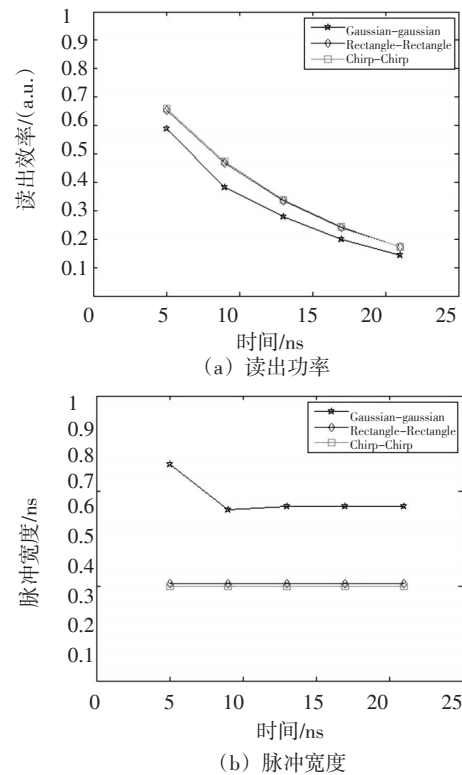 1
0.9
0.8
0.7
0.6
0.5
0.4
0.3
0.2
0.1
读出效率/(a.u.)
Gaussian-gaussian
Rectangle-Rectangle
Chirp-Chirp
0 5 10 15 20 25
时间/ns
(a) 读出功率
1
0.9
0.8
0.7
0.6
0.5
0.4
0.3
0.2
0.1
脉冲宽度/ns
Gaussian-gaussian
Rectangle-Rectangle
Chirp-Chirp
0 5 10 15 20 25
时间/ns
(b) 脉冲宽度